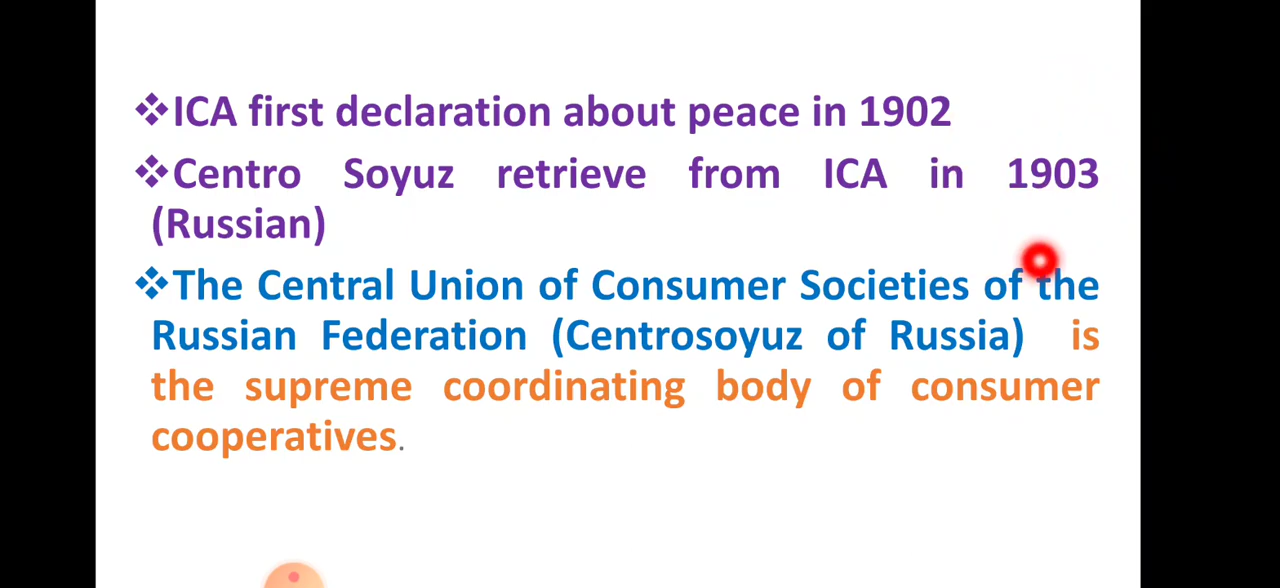 ❖ICA first declaration about peace in 1902
❖Centro Soyuz retrieve from ICA in 1903
(Russian)
❖The Central Union of Consumer Societies of the
Russian Federation (Centrosoyuz of Russia) is
the supreme coordinating body of consumer
cooperatives.